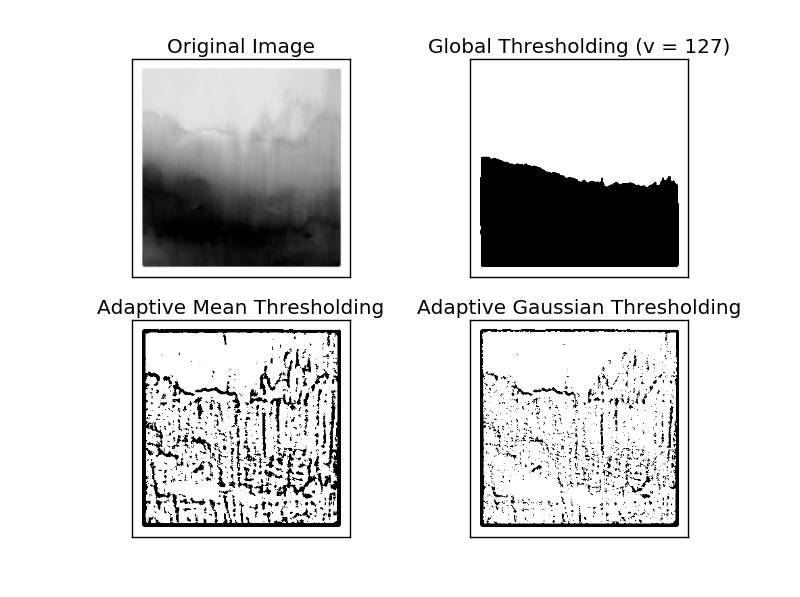 Original Image
Global Thresholding (v = 127)
Adaptive Mean Thresholding
Adaptive Gaussian Thresholding